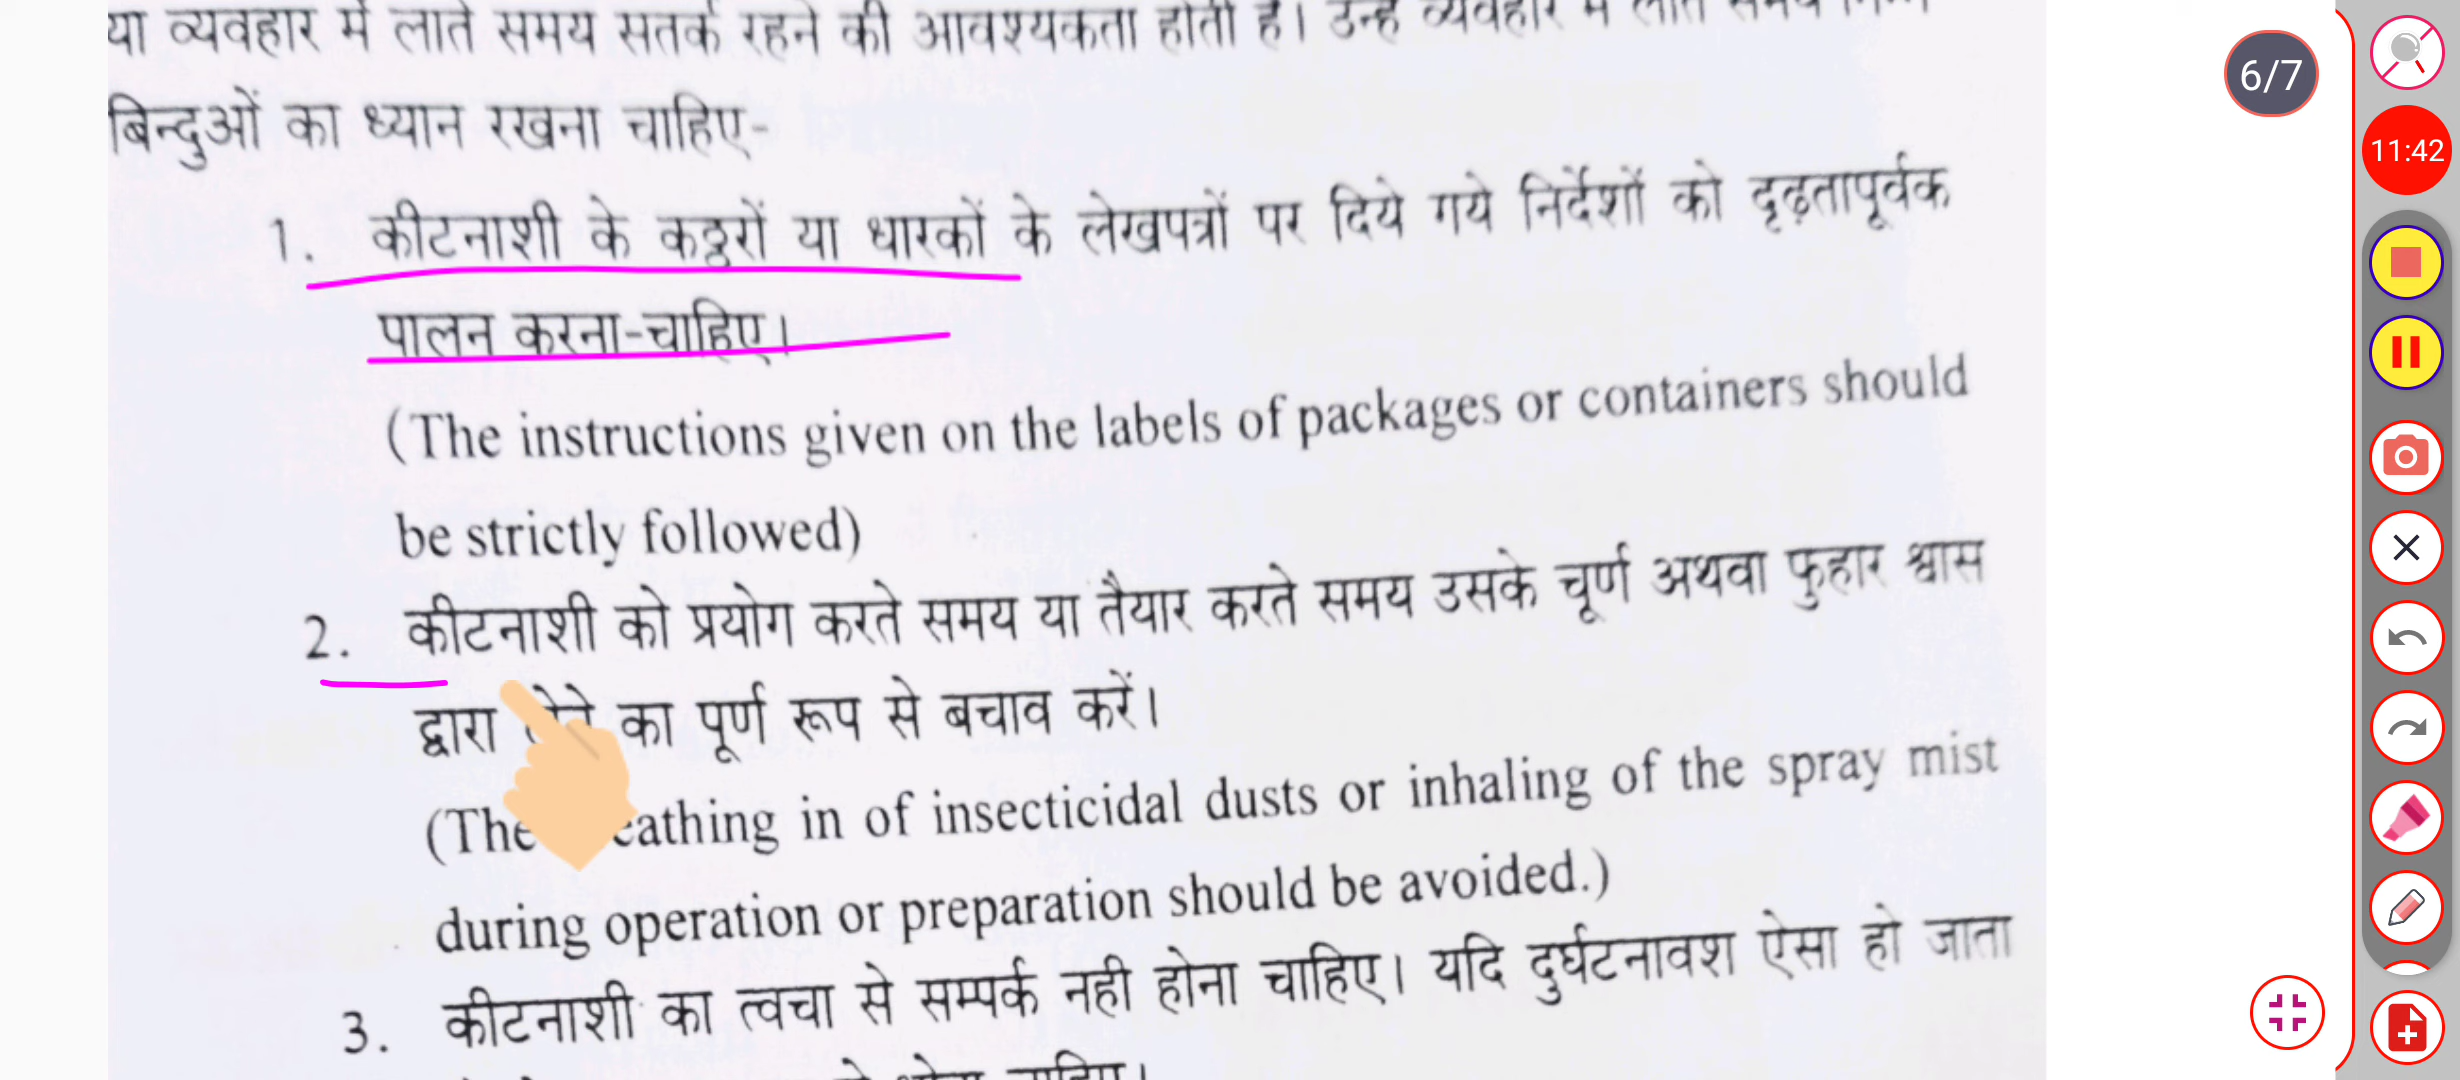 या व्यवहार में लाते समय सतर्क रहने की आवश्यकता होती है। उन्हें व्यवहार में लाते समय
बिन्दुओं का ध्यान रखना चाहिए-
1. कीटनाशी के कट्ठरों या धारकों के लेखपत्रों पर दिये गये निर्देशों को दृढ़तापूर्वक
पालन करना-चाहिए।
(The instructions given on the labels of packages or containers should
be strictly followed)
2. कीटनाशी को प्रयोग करते समय या तैयार करते समय उसके चूर्ण अथवा फुहार श्वास
द्वारा का पूर्ण रूप से बचाव करें।
(The in of insecticidal dusts or inhaling of the spray mist
during operation or preparation should be avoided.)
3. कीटनाशी का त्वचा से सम्पर्क नही होना चाहिए। यदि दुर्घटनावश ऐसा हो जाता
6/7
11:42